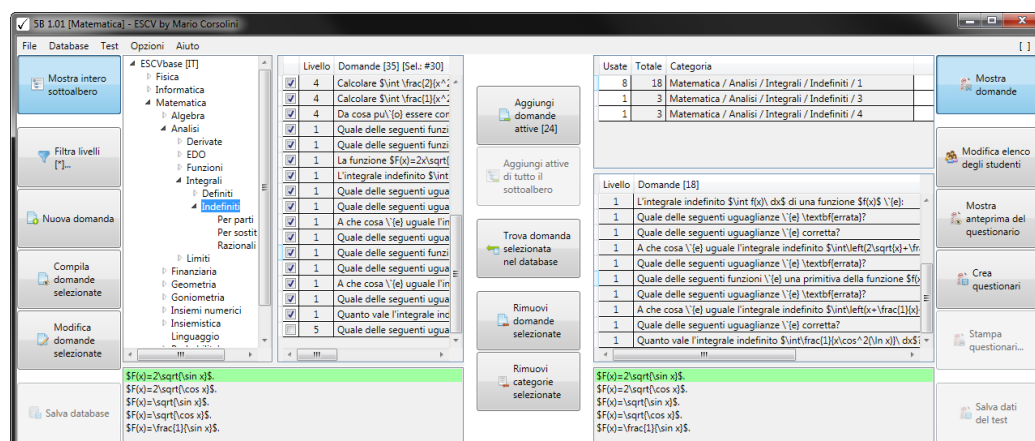 5B 1.01 [Matematica] - ESCV by Mario Corsolini
File Database Test Opzioni Aiuto [ ]
Mostra intero
sottoalbero
Filtra livelli
[*]...
Nuova domanda
Compila
domande
selezionate
Modifica
domande
selezionate
Salva database
ESCVbase [IT]
Fisica
Informatica
Matematica
Algebra
Analisi
Derivate
EDO
Funzioni
Integrali
Definiti
Indefiniti
Per parti
Per sostit
Razionali
Limiti
Finanziaria
Geometria
Goniometria
Insiemi numerici
Insiemistica
Linguaggio
Livello Domande [35] [Sel.: #30]
4 Calcolare $\int \frac{2}{x^2
4 Calcolare $\int \frac{1}{x^2
4 Da cosa pu\`{o} essere cor
1 Quale delle seguenti funzi
1 Quale delle seguenti funzi
1 La funzione $F(x)=2x\sqrt{
1 L'integrale indefinito $\int
1 Quale delle seguenti ugua
1 Quale delle seguenti ugua
1 A che cosa \`{e} uguale l'in
1 Quale delle seguenti ugua
1 Quale delle seguenti funzi
1 Quale delle seguenti ugua
1 A che cosa \`{e} uguale l'in
1 Quale delle seguenti ugua
1 Quanto vale l'integrale ind
5 Quale delle seguenti ugua
$F(x)=2\sqrt{\sin x}$.
$F(x)=2\sqrt{\cos x}$.
$F(x)=\sqrt{\sin x}$.
$F(x)=\sqrt{\cos x}$.
$F(x)=\frac{1}{\sin x}$.
Aggiungi
domande
attive [24]
Aggiungi attive
di tutto il
sottoalbero
Trova domanda
selezionata
nel database
Rimuovi
domande
selezionate
Rimuovi
categorie
selezionate
Usate Totale Categoria
8 18 Matematica / Analisi / Integrali / Indefiniti / 1
1 3 Matematica / Analisi / Integrali / Indefiniti / 3
1 3 Matematica / Analisi / Integrali / Indefiniti / 4
Livello Domande [18]
1 L'integrale indefinito $\int f(x)\ dx$ di una funzione $f(x)$ \`{e}:
1 Quale delle seguenti uguaglianze \`{e} \textbf{errata}?
1 A che cosa \`{e} uguale l'integrale indefinito $\int\left(2\sqrt{x}+\fra
1 Quale delle seguenti uguaglianze \`{e} \textbf{errata}?
1 Quale delle seguenti funzioni \`{e} una primitiva della funzione $f(x
1 Quale delle seguenti uguaglianze \`{e} \textbf{errata}?
1 A che cosa \`{e} uguale l'integrale indefinito $\int\left(x+\frac{1}{x}-
1 Quale delle seguenti uguaglianze \`{e} corretta?
1 Quanto vale l'integrale indefinito $\int\frac{1}{x\cos^2(\ln x)}\ dx$?
$F(x)=2\sqrt{\sin x}$.
$F(x)=2\sqrt{\cos x}$.
$F(x)=\sqrt{\sin x}$.
$F(x)=\sqrt{\cos x}$.
$F(x)=\frac{1}{\sin x}$.
Mostra
domande
Modifica elenco
degli studenti
Mostra
anteprima del
questionario
Crea
questionari
Stampa
questionari...
Salva dati
del test